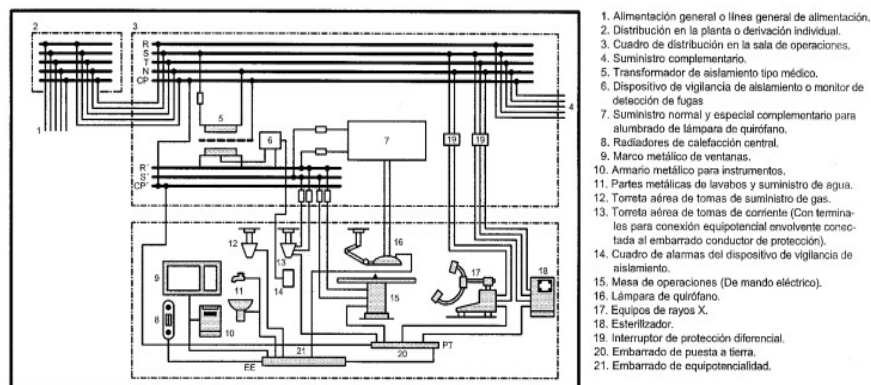 2
3
R
S
T
N
CP
1
4
5
6
7
19
19
R'
S'
CP'
12
13
16
9
11
14
15
17
18
8
10
21
20
PT
EE
1. Alimentación general o línea general de alimentación.
2. Distribución en la planta o derivación individual.
3. Cuadro de distribución en la sala de operaciones.
4. Suministro complementario.
5. Transformador de aislamiento tipo médico.
6. Dispositivo de vigilancia de aislamiento o monitor de
detección de fugas
7. Suministro normal y especial complementario para
alumbrado de lámpara de quirófano.
8. Radiadores de calefacción central.
9. Marco metálico de ventanas.
10. Armario metálico para instrumentos.
11. Partes metálicas de lavabos y suministro de agua.
12. Torreta aérea de tomas de suministro de gas.
13. Torreta aérea de tomas de corriente (Con termina-
les para conexión equipotencial envolvente conec-
tada al embarrado conductor de protección).
14. Cuadro de alarmas del dispositivo de vigilancia de
aislamiento.
15. Mesa de operaciones (De mando eléctrico).
16. Lámpara de quirófano.
17. Equipos de rayos X.
18. Esterilizador.
19. Interruptor de protección diferencial.
20. Embarrado de puesta a tierra.
21. Embarrado de equipotencialidad.